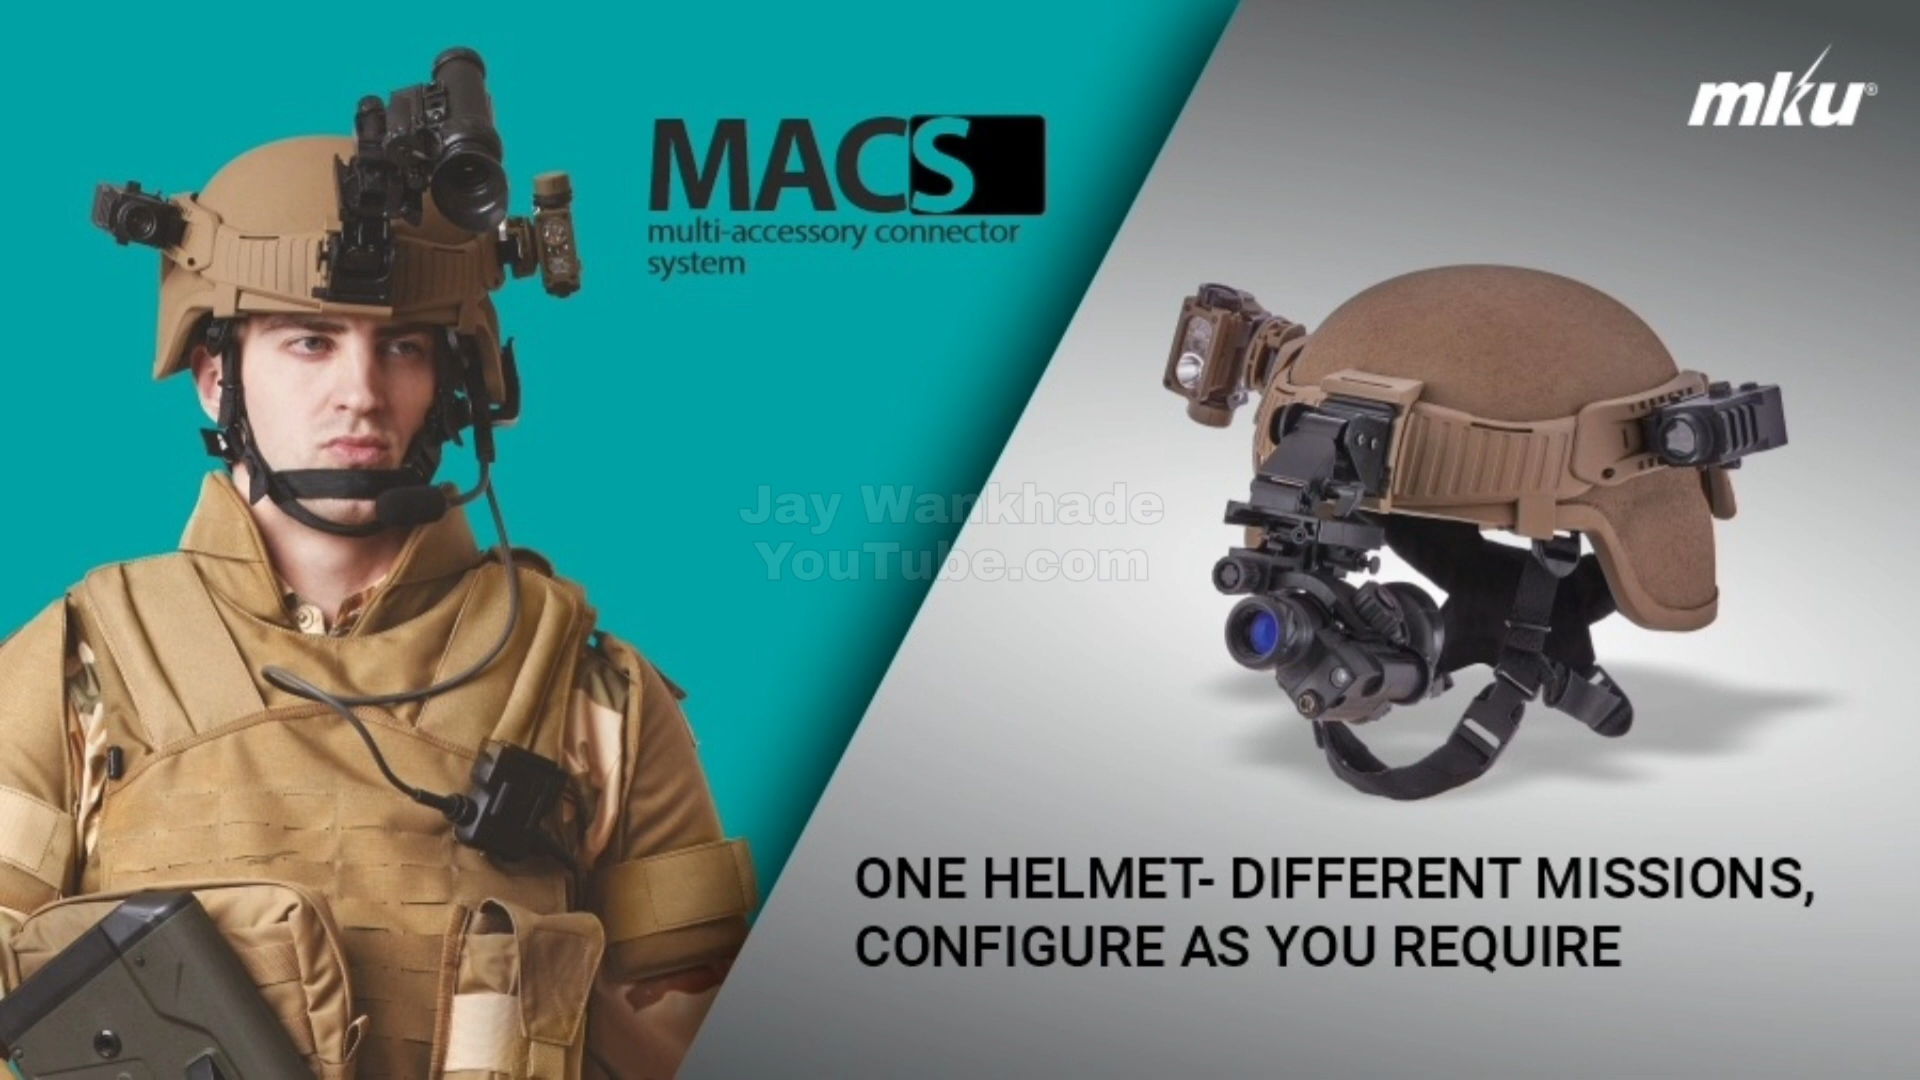 mku®
MACS
multi-accessory connector
system
Jay Wankhade
YouTube.com
ONE HELMET- DIFFERENT MISSIONS,
CONFIGURE AS YOU REQUIRE